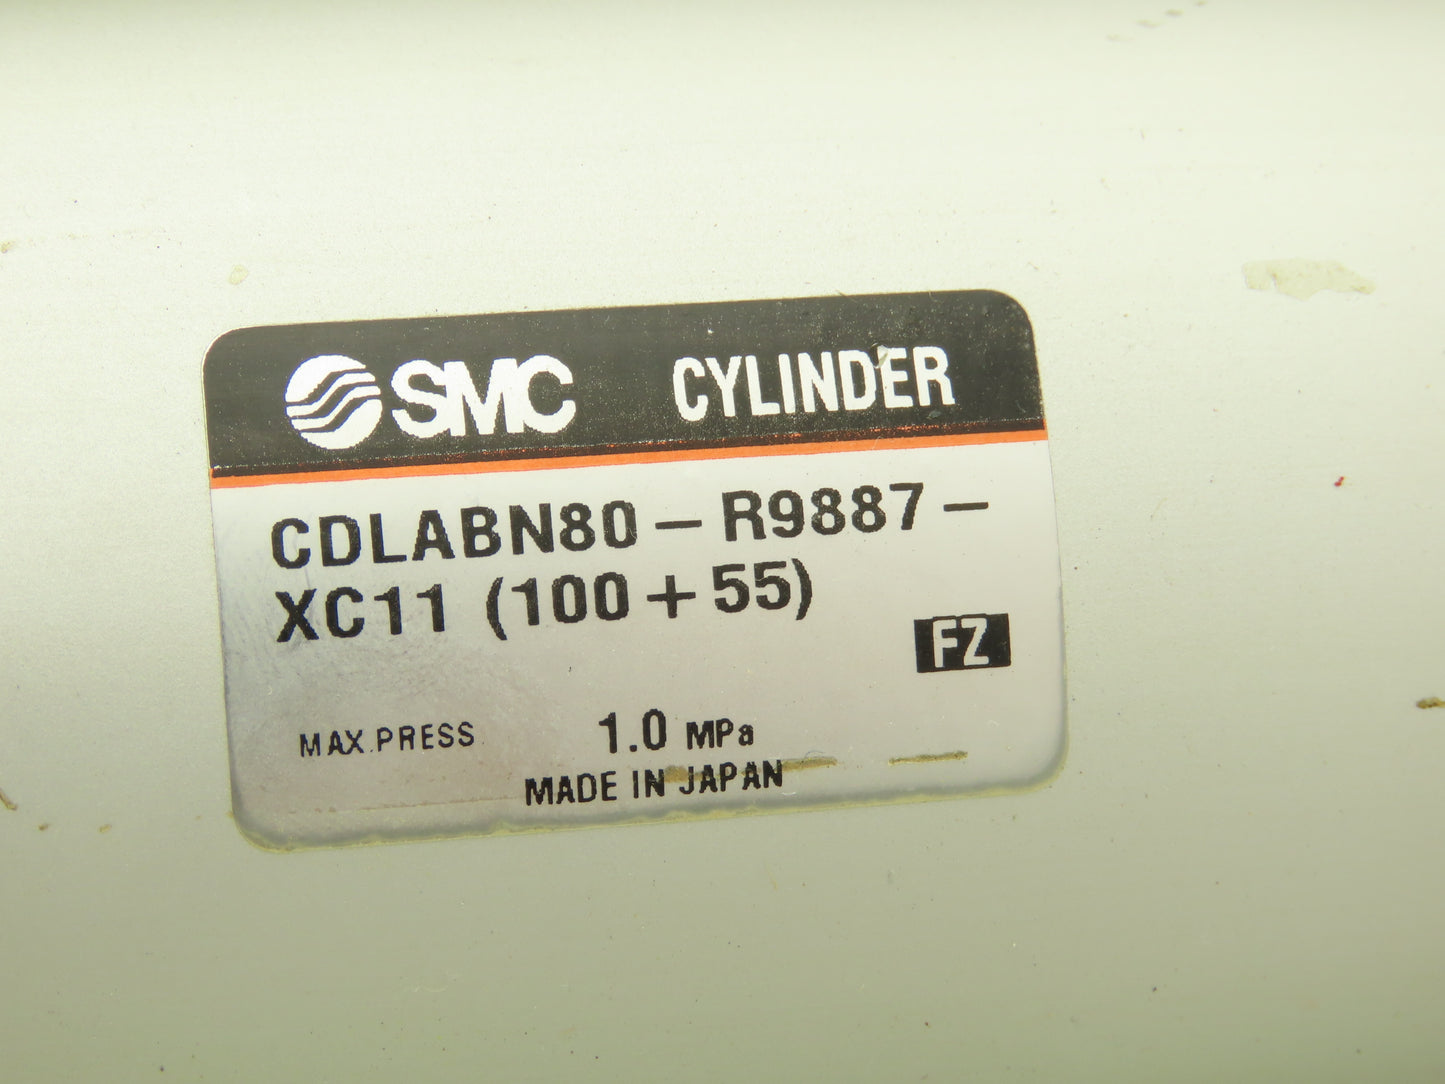 SMC CYLINDER
CDLABN80-R9887-
XC11 (100+55)
FZ
MAX.PRESS 1.0 MPa
MADE IN JAPAN